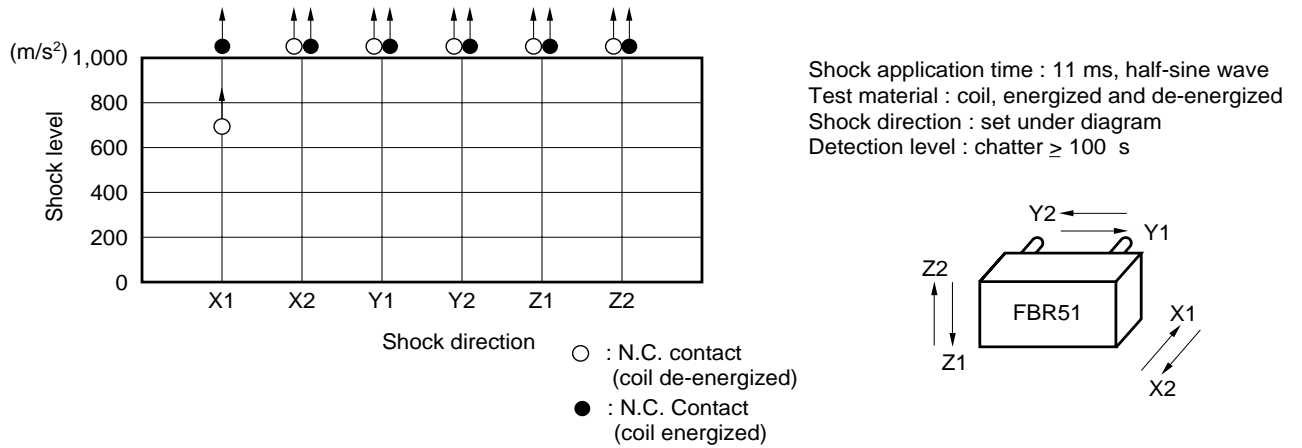 (m/s²)
1,000
800
600
400
200
0
Shock level
X1 X2 Y1 Y2 Z1 Z2
Shock direction
○ : N.C. contact
(coil de-energized)
● : N.C. Contact
(coil energized)
Shock application time : 11 ms, half-sine wave
Test material : coil, energized and de-energized
Shock direction : set under diagram
Detection level : chatter ≥ 100 s
Y2
Y1
Z2
FBR51
X1
Z1
X2